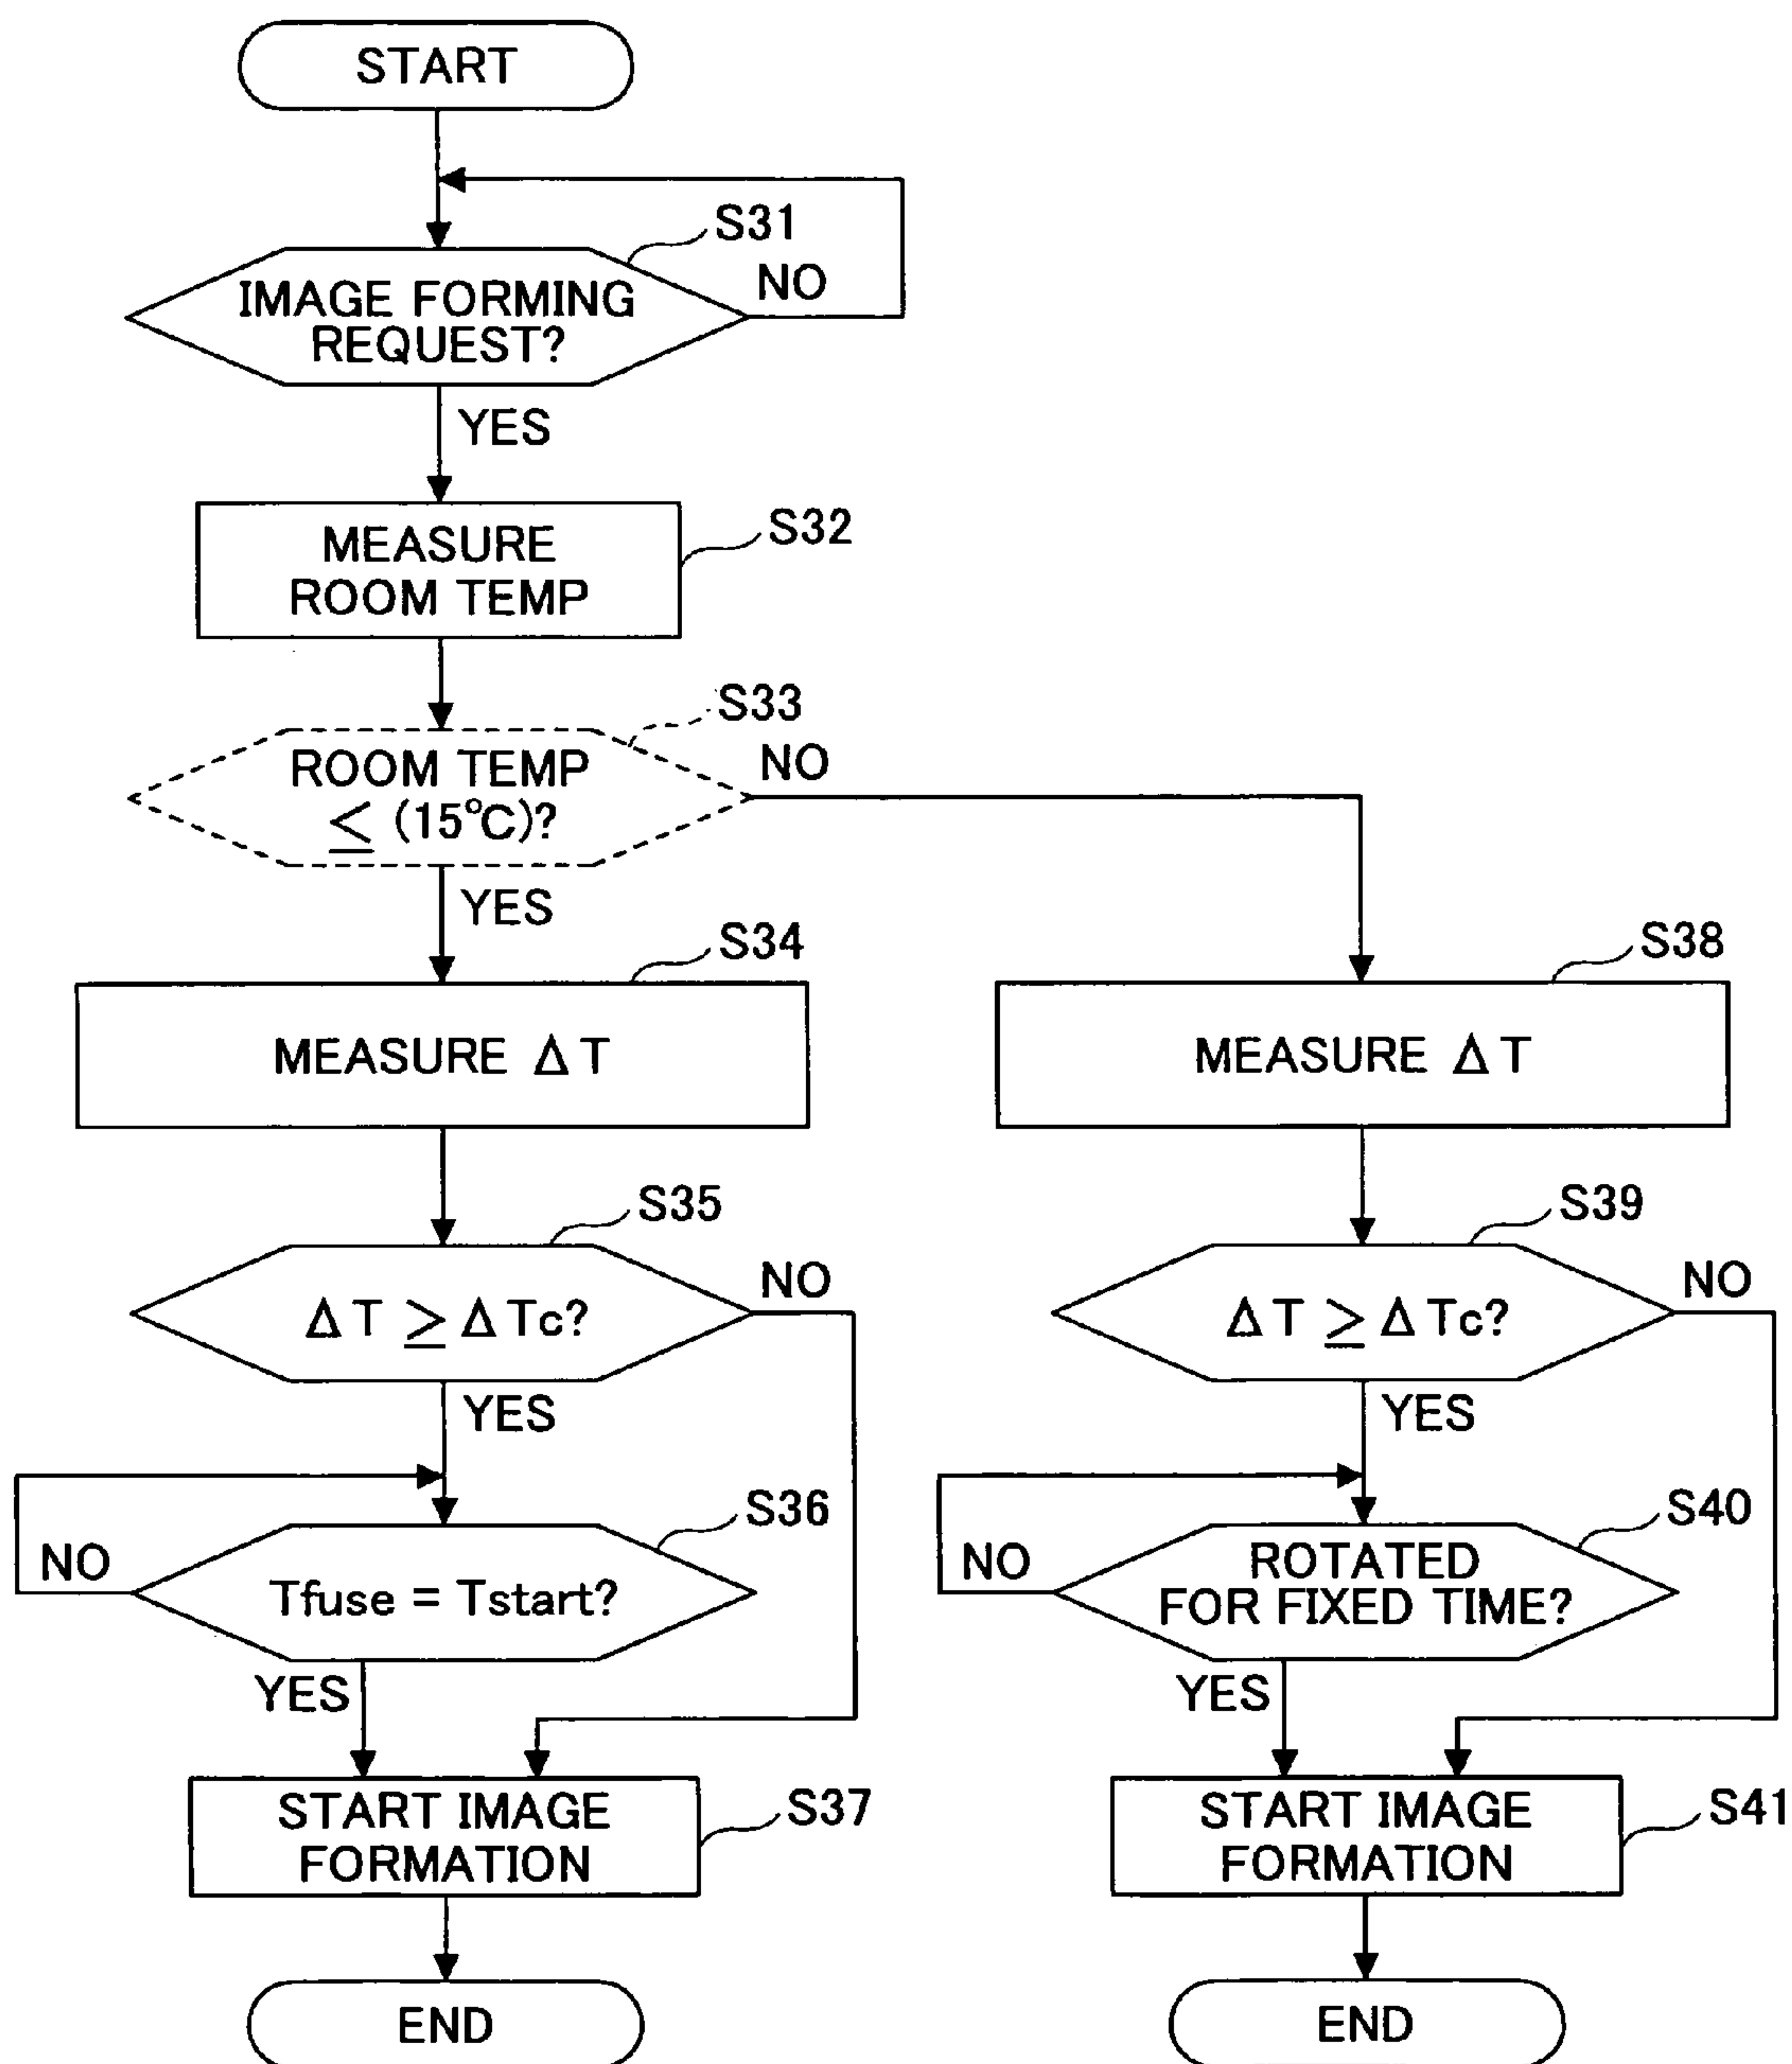 START
S31
NO
IMAGE FORMING
REQUEST?
YES
S32
MEASURE
ROOM TEMP
S33
NO
ROOM TEMP
≤ (15℃)?
YES
S34
MEASURE ΔT
S38
MEASURE ΔT
S35
NO
ΔT ≥ ΔTc?
YES
S39
NO
ΔT ≥ ΔTc?
YES
S36
NO
Tfuse = Tstart?
YES
S40
NO
ROTATED
FOR FIXED TIME?
YES
START IMAGE
FORMATION
S37
START IMAGE
FORMATION
S41
END
END